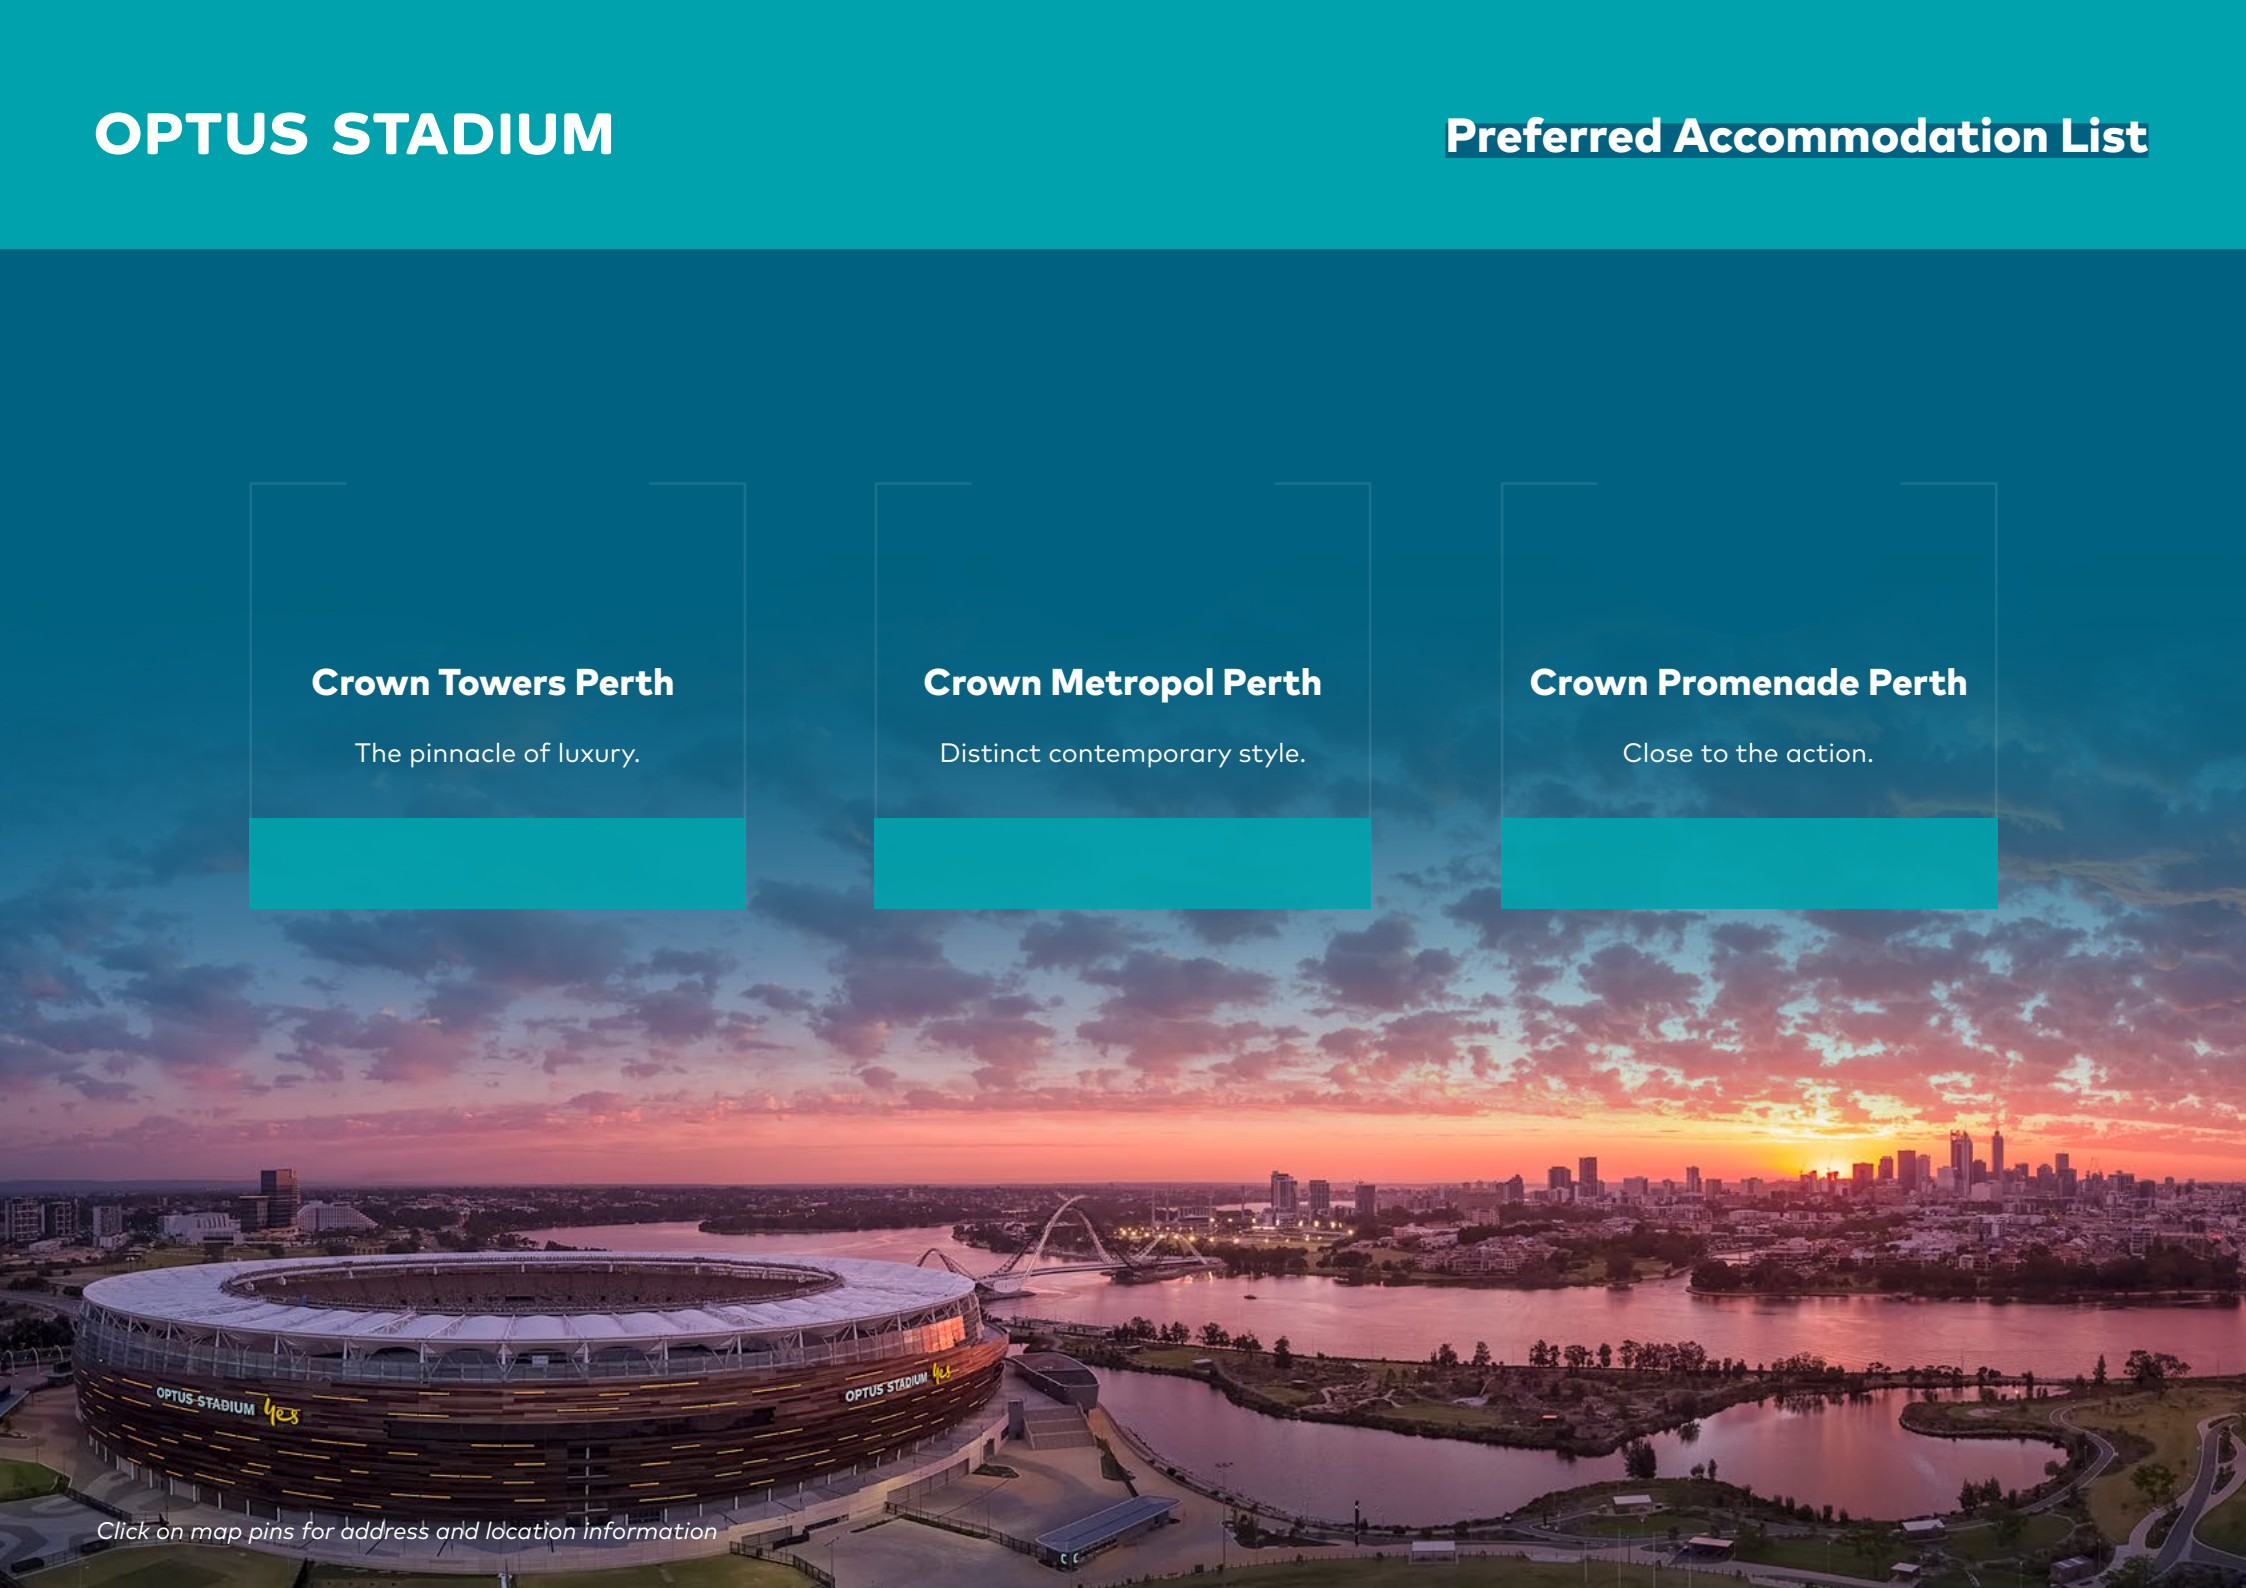 OPTUS STADIUM
Preferred Accommodation List
Crown Towers Perth
The pinnacle of luxury.
Crown Metropol Perth
Distinct contemporary style.
Crown Promenade Perth
Close to the action.
OPTUS STADIUM yes
OPTUS STADIUM yes
Click on map pins for address and location information